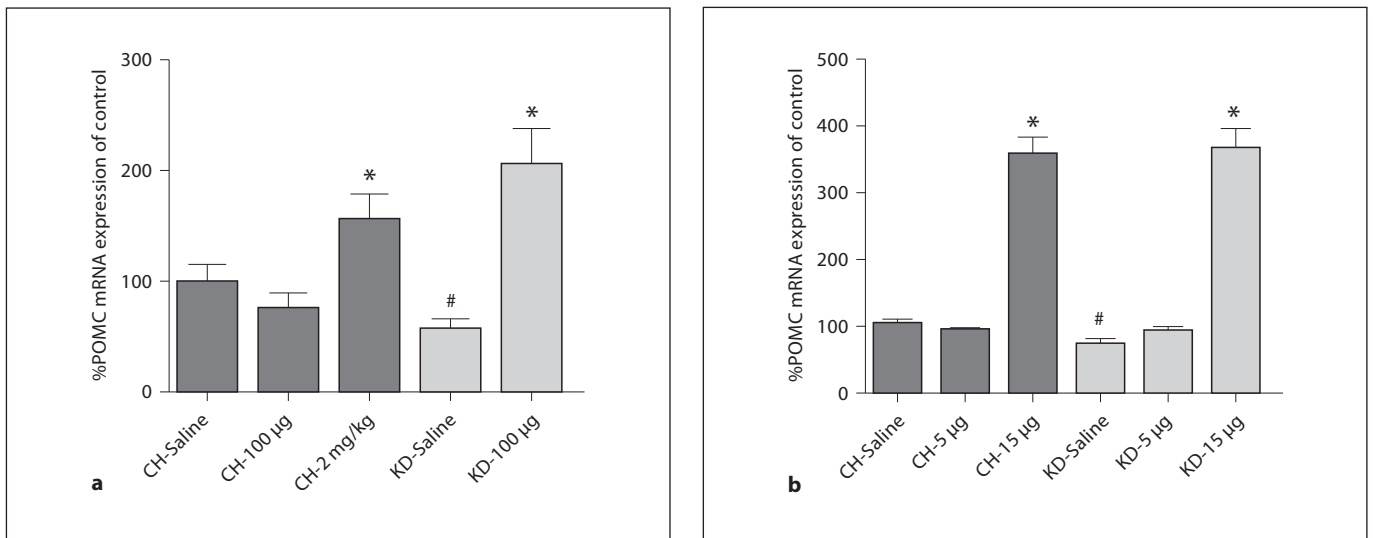 %POMC mRNA expression of control
300
200
100
0
*
*
#
CH-Saline
CH-100 µg
CH-2 mg/kg
KD-Saline
KD-100 µg
a
%POMC mRNA expression of control
500
400
300
200
100
0
*
*
#
CH-Saline
CH-5 µg
CH-15 µg
KD-Saline
KD-5 µg
KD-15 µg
b